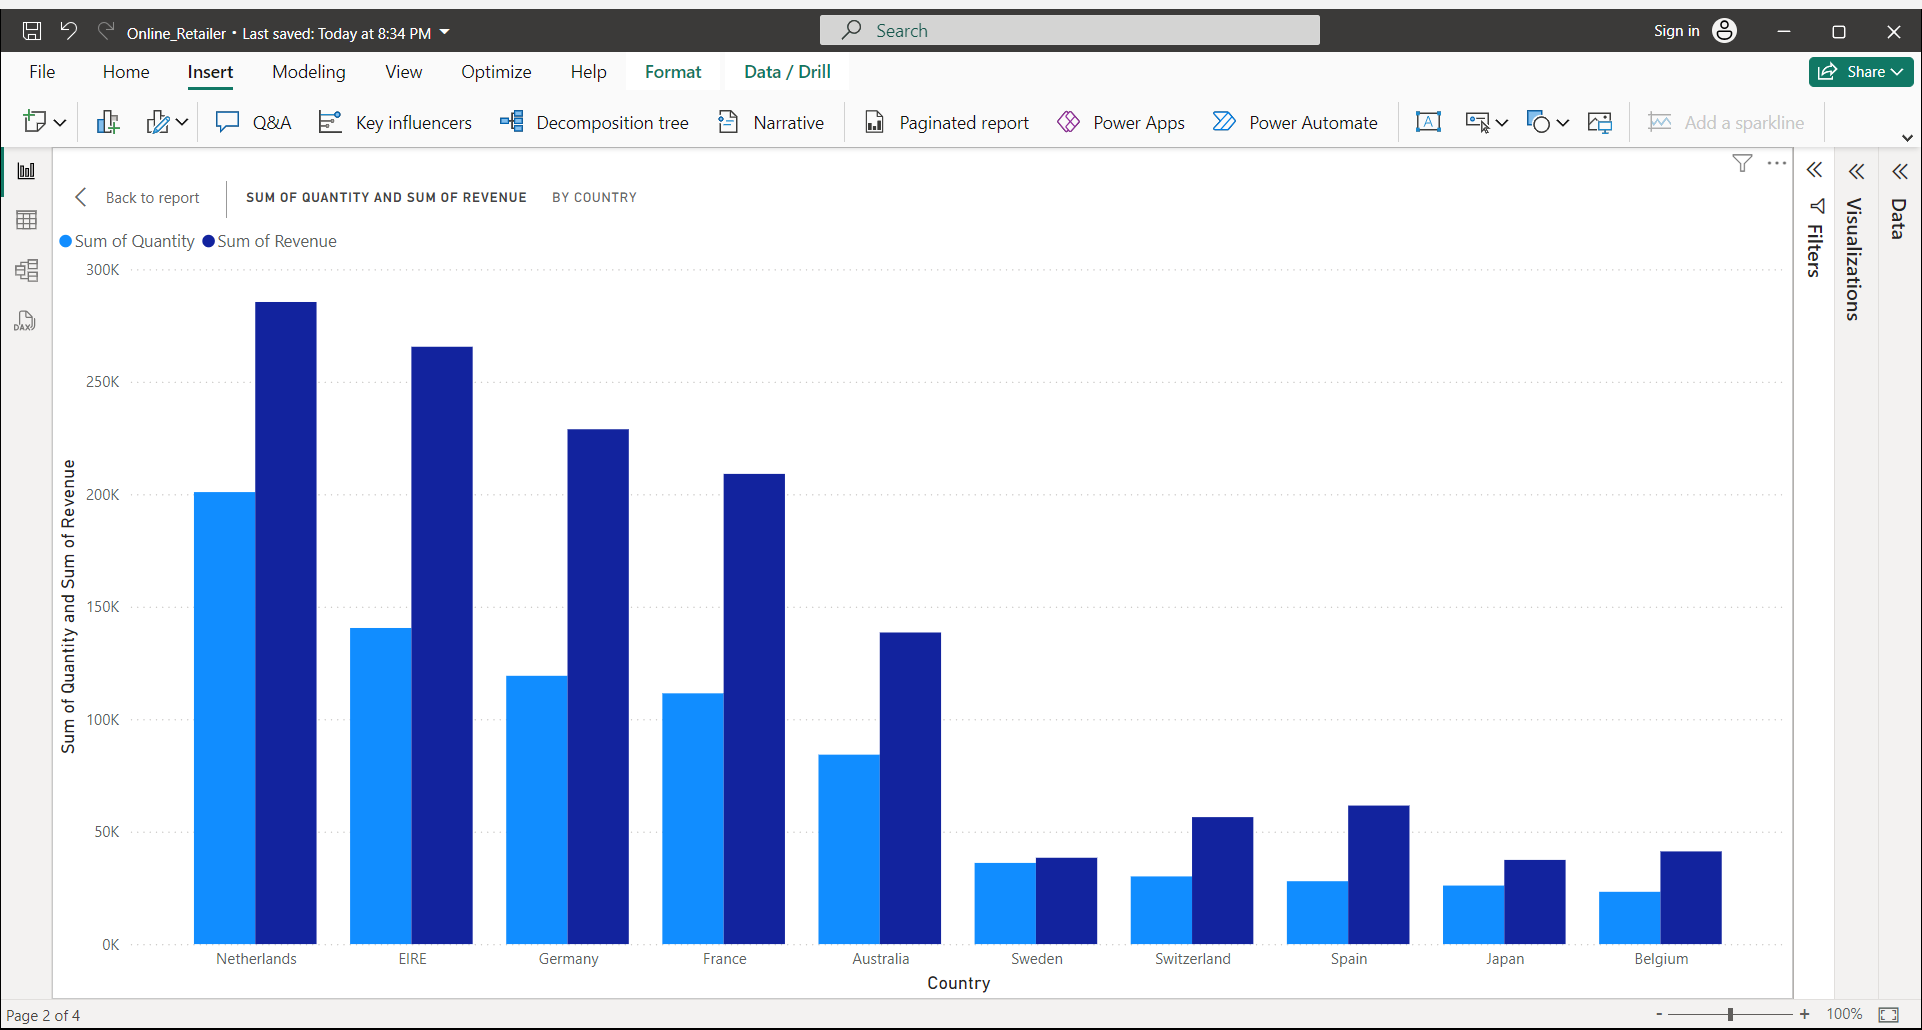 Online_Retailer • Last saved: Today at 8:34 PM
Search
Sign in
File Home Insert Modeling View Optimize Help Format Data / Drill
Share
Q&A Key influencers Decomposition tree Narrative Paginated report Power Apps Power Automate Add a sparkline
DAX
Back to report
SUM OF QUANTITY AND SUM OF REVENUE BY COUNTRY
Sum of Quantity Sum of Revenue
Sum of Quantity and Sum of Revenue
300K
250K
200K
150K
100K
50K
0K
Netherlands EIRE Germany France Australia Sweden Switzerland Spain Japan Belgium
Country
Filters
Visualizations
Data
Page 2 of 4
- + 100%